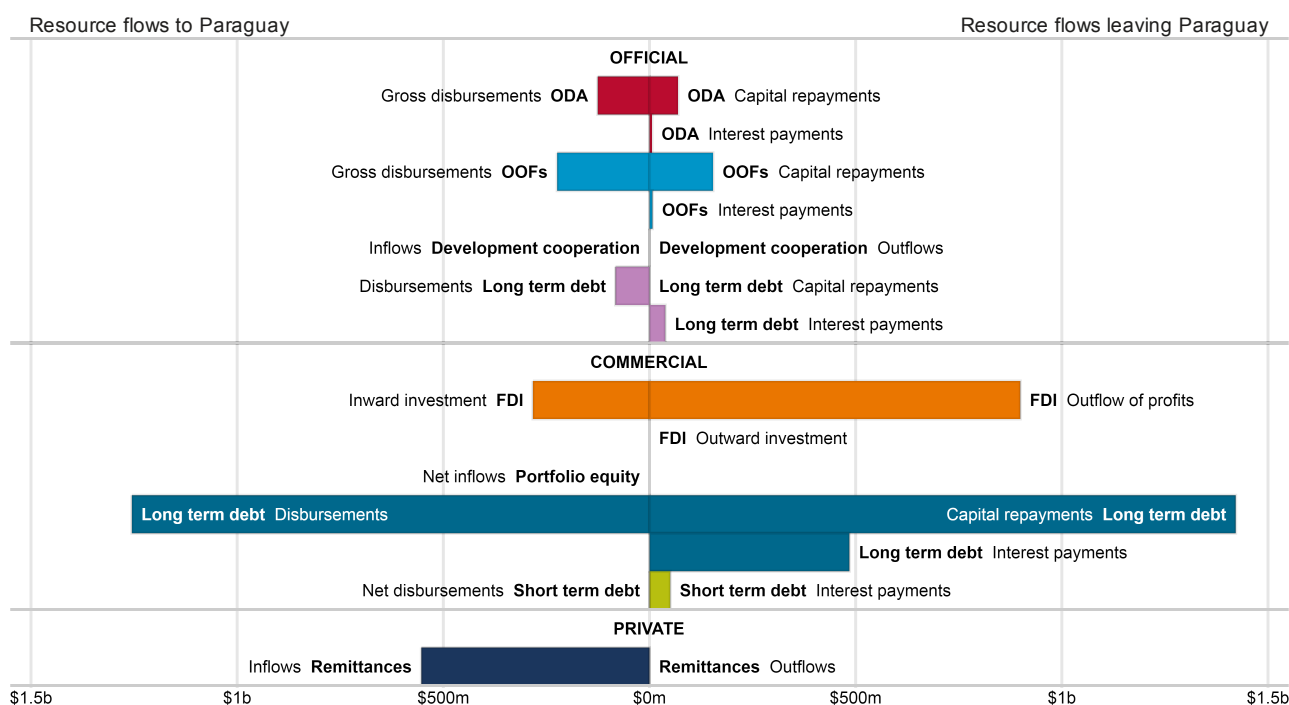 Resource flows to Paraguay Resource flows leaving Paraguay
OFFICIAL
Gross disbursements ODA ODA Capital repayments
ODA Interest payments
Gross disbursements OOFs OOFs Capital repayments
OOFs Interest payments
Inflows Development cooperation Development cooperation Outflows
Disbursements Long term debt Long term debt Capital repayments
Long term debt Interest payments
COMMERCIAL
Inward investment FDI FDI Outflow of profits
FDI Outward investment
Net inflows Portfolio equity
Long term debt Disbursements Capital repayments Long term debt
Long term debt Interest payments
Net disbursements Short term debt Short term debt Interest payments
PRIVATE
Inflows Remittances Remittances Outflows
$1.5b $1b $500m $0m $500m $1b $1.5b